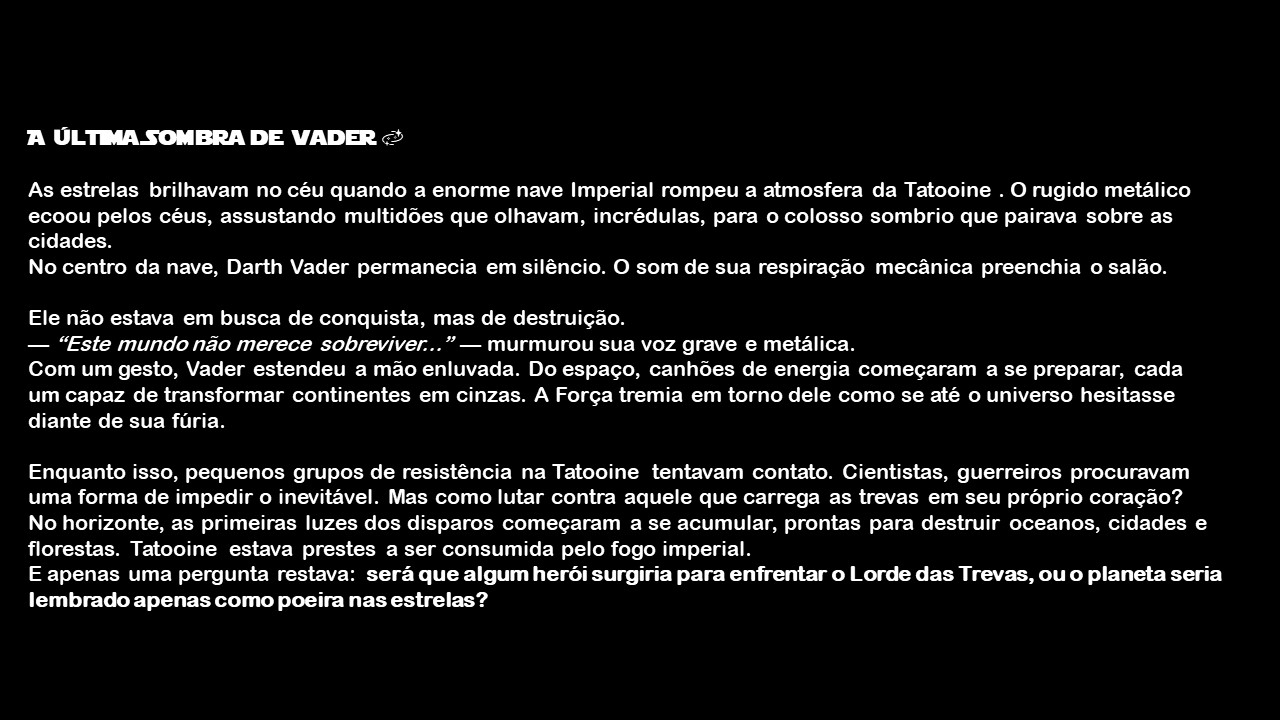 A ÚLTIMA SOMBRA DE VADER 💫
As estrelas brilhavam no céu quando a enorme nave Imperial rompeu a atmosfera da Tatooine . O rugido metálico
ecoou pelos céus, assustando multidões que olhavam, incrédulas, para o colosso sombrio que pairava sobre as
cidades.
No centro da nave, Darth Vader permanecia em silêncio. O som de sua respiração mecânica preenchia o salão.
Ele não estava em busca de conquista, mas de destruição.
— “Este mundo não merece sobreviver…” — murmurou sua voz grave e metálica.
Com um gesto, Vader estendeu a mão enluvada. Do espaço, canhões de energia começaram a se preparar, cada
um capaz de transformar continentes em cinzas. A Força tremia em torno dele como se até o universo hesitasse
diante de sua fúria.
Enquanto isso, pequenos grupos de resistência na Tatooine tentavam contato. Cientistas, guerreiros procuravam
uma forma de impedir o inevitável. Mas como lutar contra aquele que carrega as trevas em seu próprio coração?
No horizonte, as primeiras luzes dos disparos começaram a se acumular, prontas para destruir oceanos, cidades e
florestas. Tatooine estava prestes a ser consumida pelo fogo imperial.
E apenas uma pergunta restava: será que algum herói surgiria para enfrentar o Lorde das Trevas, ou o planeta seria
lembrado apenas como poeira nas estrelas?